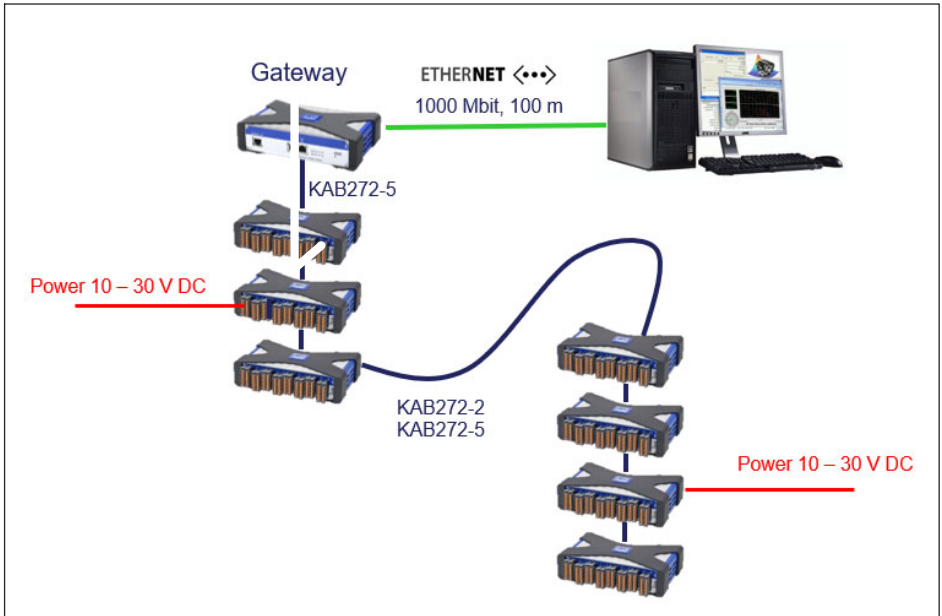 Gateway
ETHERNET <•••>
1000 Mbit, 100 m
KAB272-5
Power 10 – 30 V DC
KAB272-2
KAB272-5
Power 10 – 30 V DC